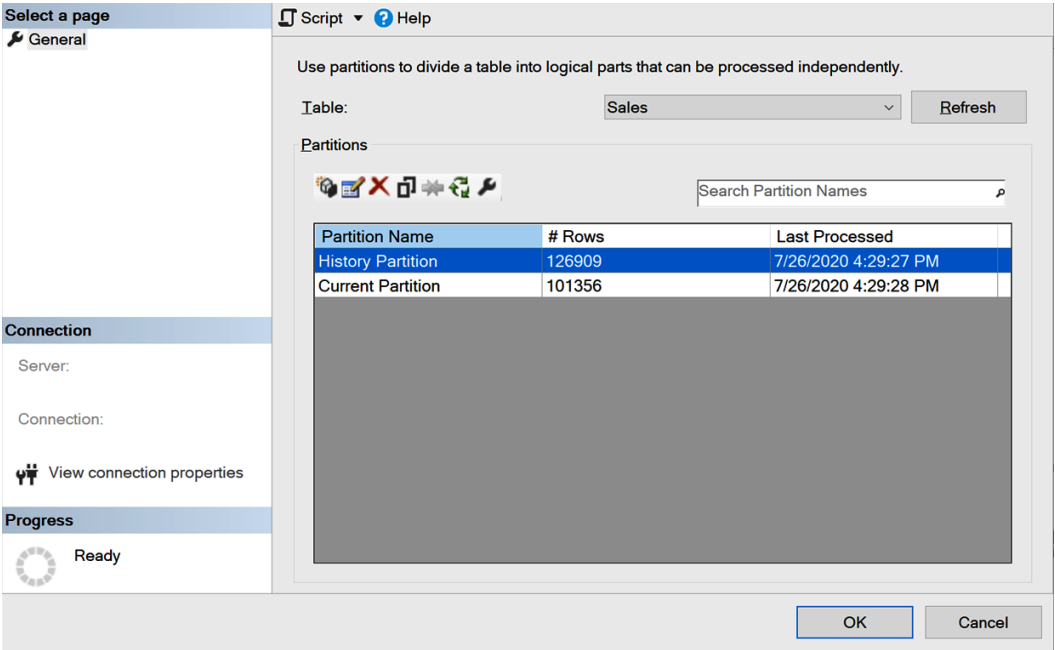 Select a page
General
Script Help
Use partitions to divide a table into logical parts that can be processed independently.
Table: Sales Refresh
Partitions
Search Partition Names
Partition Name # Rows Last Processed
History Partition 126909 7/26/2020 4:29:27 PM
Current Partition 101356 7/26/2020 4:29:28 PM
Connection
Server:
Connection:
View connection properties
Progress
Ready
OK Cancel